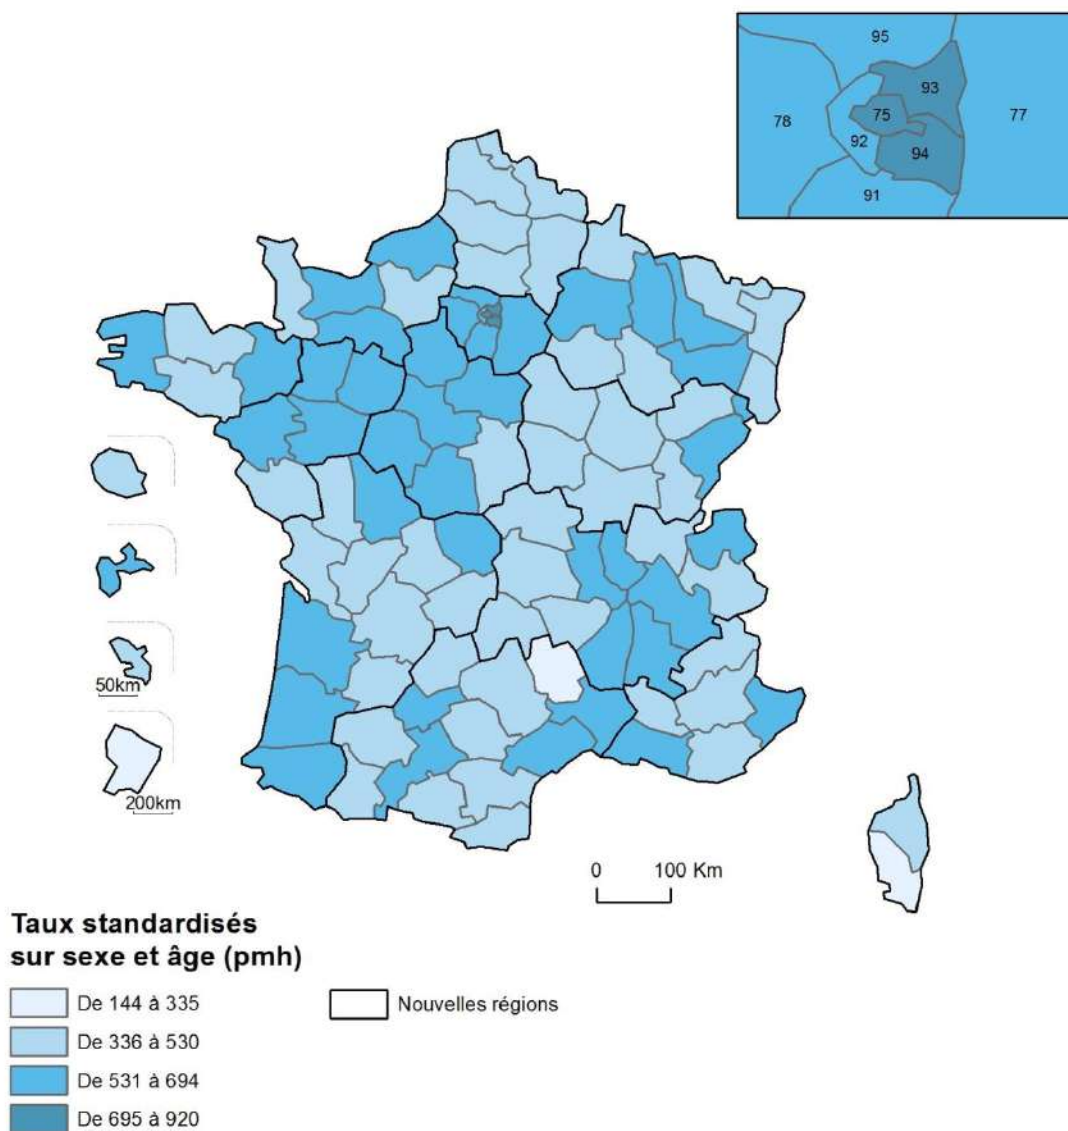 95
93
78
75
77
92
94
91
50km
200km
0 100 Km
Taux standardisés
sur sexe et âge (pmh)
De 144 à 335
Nouvelles régions
De 336 à 530
De 531 à 694
De 695 à 920